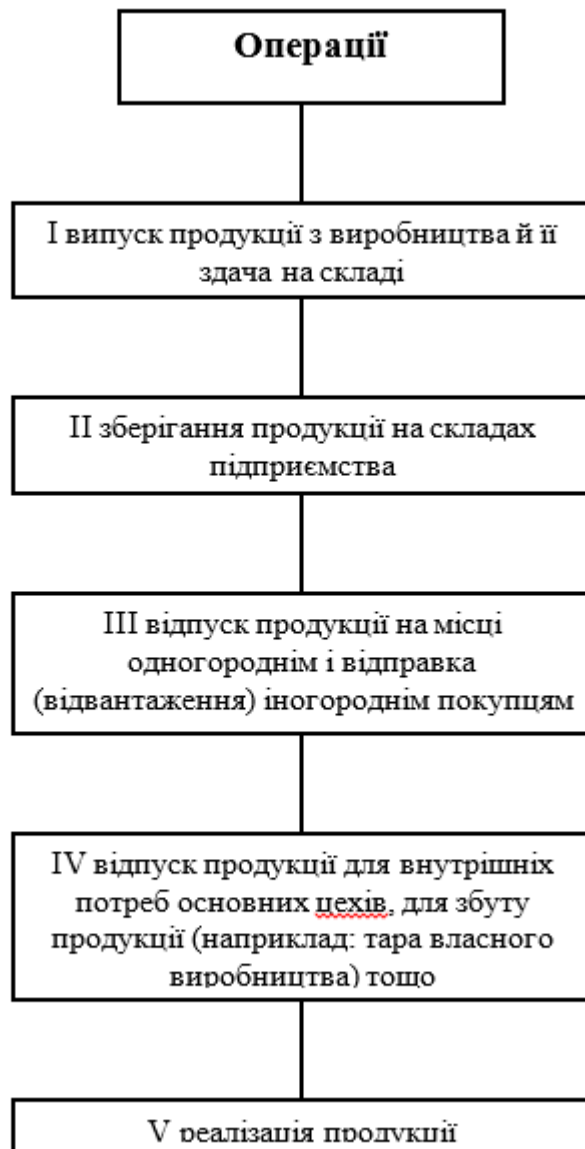 Операції
І випуск продукції з виробництва й її
здача на складі
ІІ зберігання продукції на складах
підприємства
ІІІ відпуск продукції на місці
одногороднім і відправка
(відвантаження) іногороднім покупцям
IV відпуск продукції для внутрішніх
потреб основних цехів, для збуту
продукції (наприклад: тара власного
виробництва) тощо
V реалізація продукції